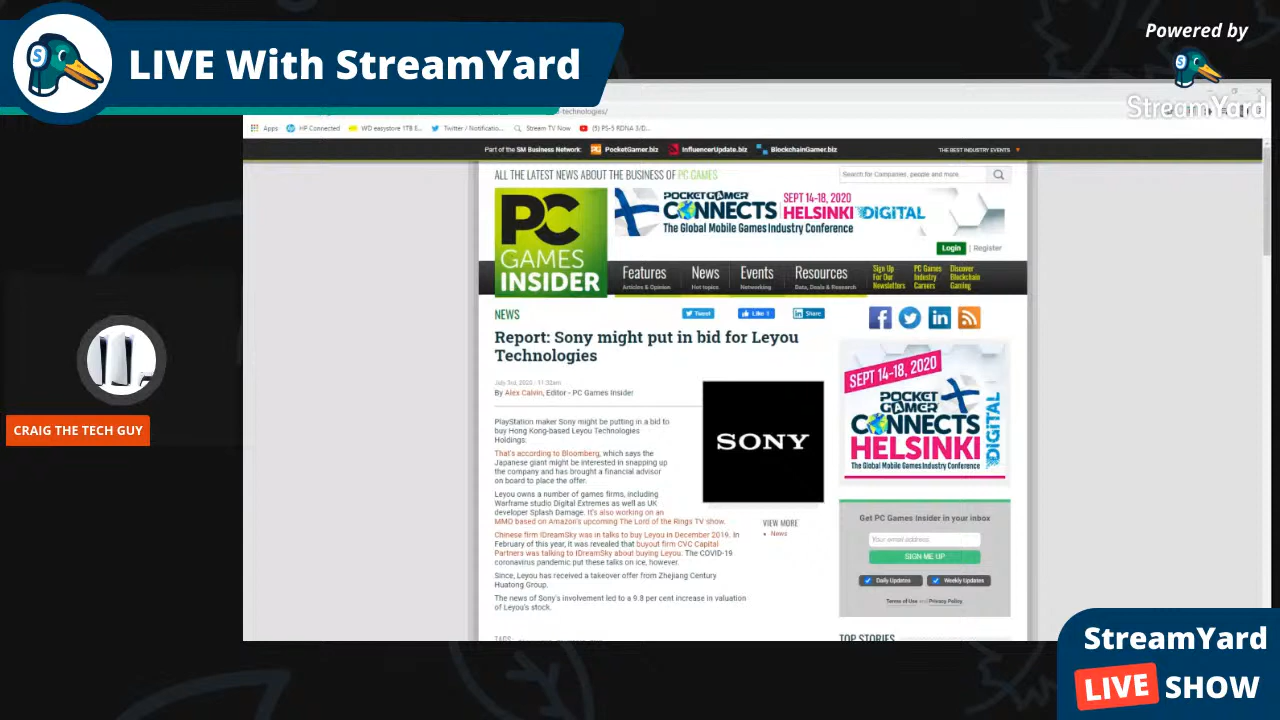 LIVE With StreamYard
Powered by
StreamYard
-technologies/
Apps HP Connected WD easystore 1TB E... Twitter / Notificatio... Stream TV Now (5) PS-5 RDNA 3/D...
Part of the SM Business Network: PocketGamer.biz InfluencerUpdate.biz BlockchainGamer.biz THE BEST INDUSTRY EVENTS
ALL THE LATEST NEWS ABOUT THE BUSINESS OF PC GAMES
Search for Companies, people and more.
PC
GAMES
INSIDER
POCKET GAMER
CONNECTS
SEPT 14-18, 2020
HELSINKI DIGITAL
The Global Mobile Games Industry Conference
Login | Register
Features
Articles & Opinion
News
Hot topics
Events
Networking
Resources
Data, Deals & Research
Sign Up
For Our
Newsletters
PC Games
Industry
Careers
Discover
Blockchain
Gaming
NEWS
Tweet
Like 1
Share
Report: Sony might put in bid for Leyou
Technologies
July 3rd, 2020 - 11:32am
By Alex Calvin, Editor - PC Games Insider
SONY
PlayStation maker Sony might be putting in a bid to
buy Hong Kong-based Leyou Technologies
Holdings.
That's according to Bloomberg, which says the
Japanese giant might be interested in snapping up
the company and has brought a financial advisor
on board to place the offer.
Leyou owns a number of games firms, including
Warframe studio Digital Extremes as well as UK
developer Splash Damage. It's also working on an
MMO based on Amazon's upcoming The Lord of the Rings TV show.
Chinese firm iDreamSky was in talks to buy Leyou in December 2019. In
February of this year, it was revealed that buyout firm CVC Capital
Partners was talking to iDreamSky about buying Leyou. The COVID-19
coronavirus pandemic put these talks on ice, however.
Since, Leyou has received a takeover offer from Zhejiang Century
Huatong Group.
The news of Sony's involvement led to a 9.8 per cent increase in valuation
of Leyou's stock.
TAGS:
VIEW MORE
News
SEPT 14-18, 2020
POCKET GAMER
CONNECTS
HELSINKI
DIGITAL
The Global Mobile Games Industry Conference
Get PC Games Insider in your inbox
Your email address
SIGN ME UP
Daily Updates
Weekly Updates
Terms of Use and Privacy Policy.
TOP STORIES
CRAIG THE TECH GUY
StreamYard
LIVE SHOW